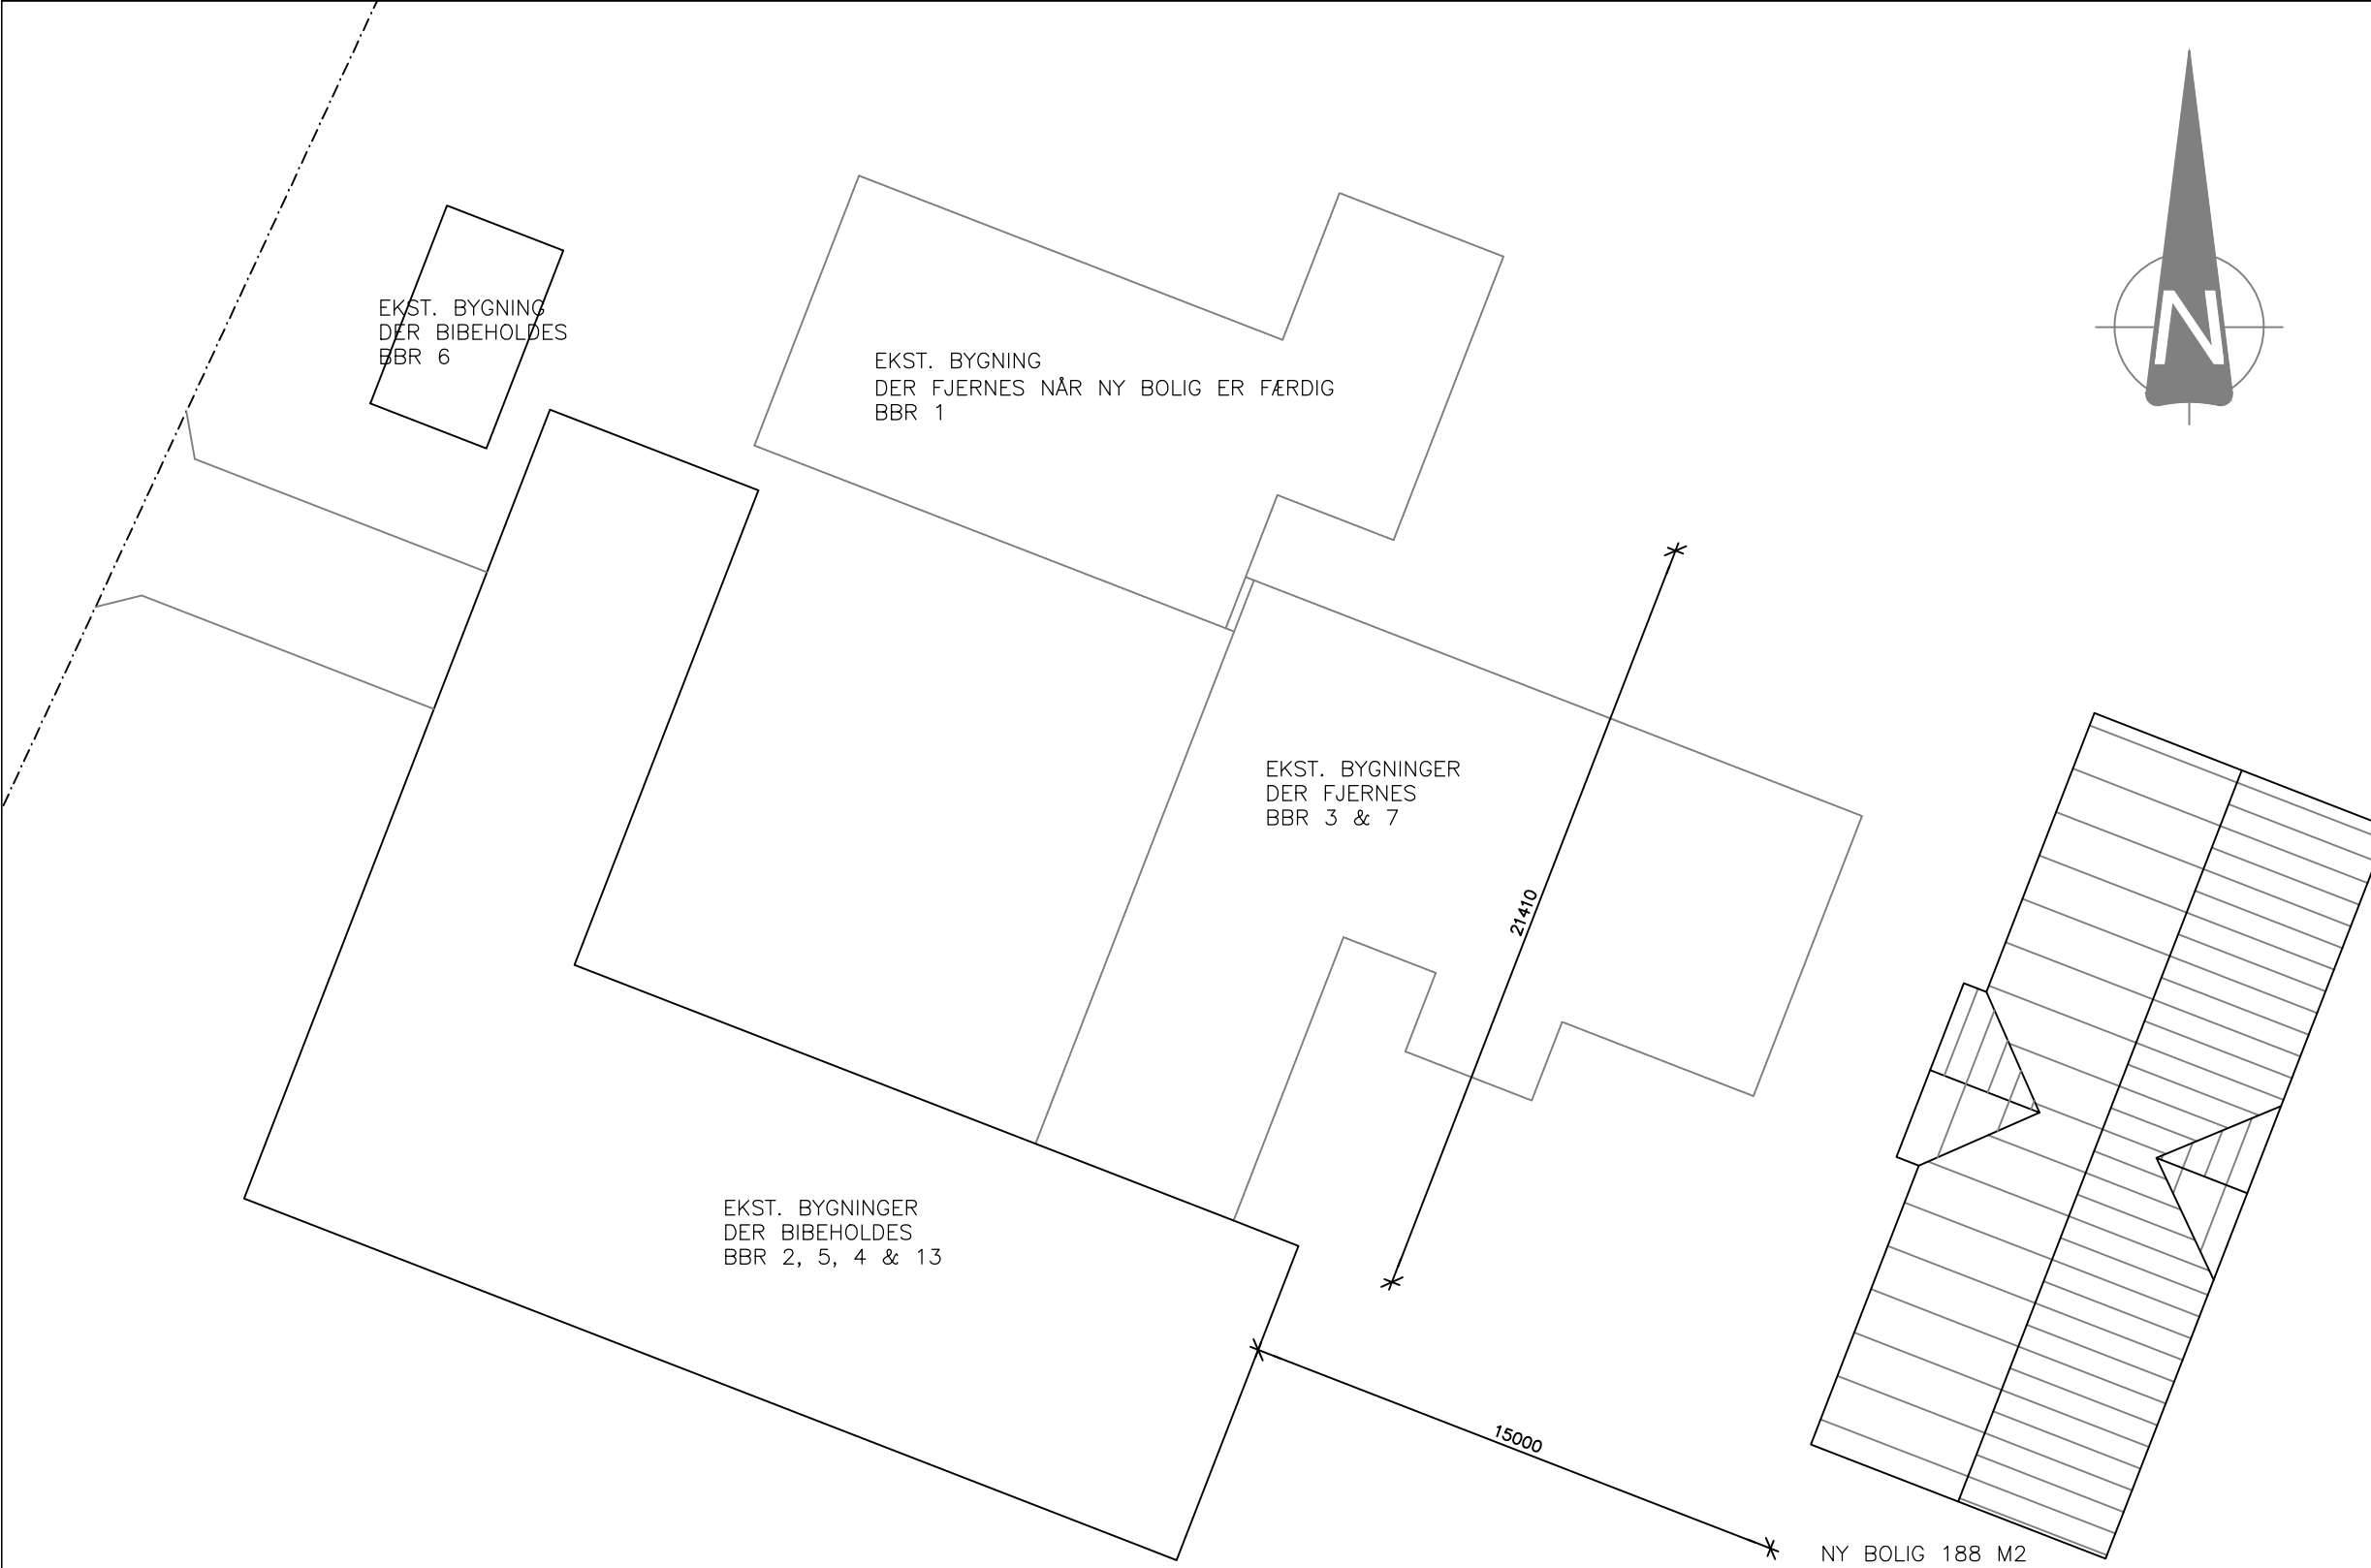 N
EKST. BYGNING
DER BIBEHOLDES
BBR 6
EKST. BYGNING
DER FJERNES NÅR NY BOLIG ER FÆRDIG
BBR 1
EKST. BYGNINGER
DER FJERNES
BBR 3 & 7
21410
EKST. BYGNINGER
DER BIBEHOLDES
BBR 2, 5, 4 & 13
15000
NY BOLIG 188 M2